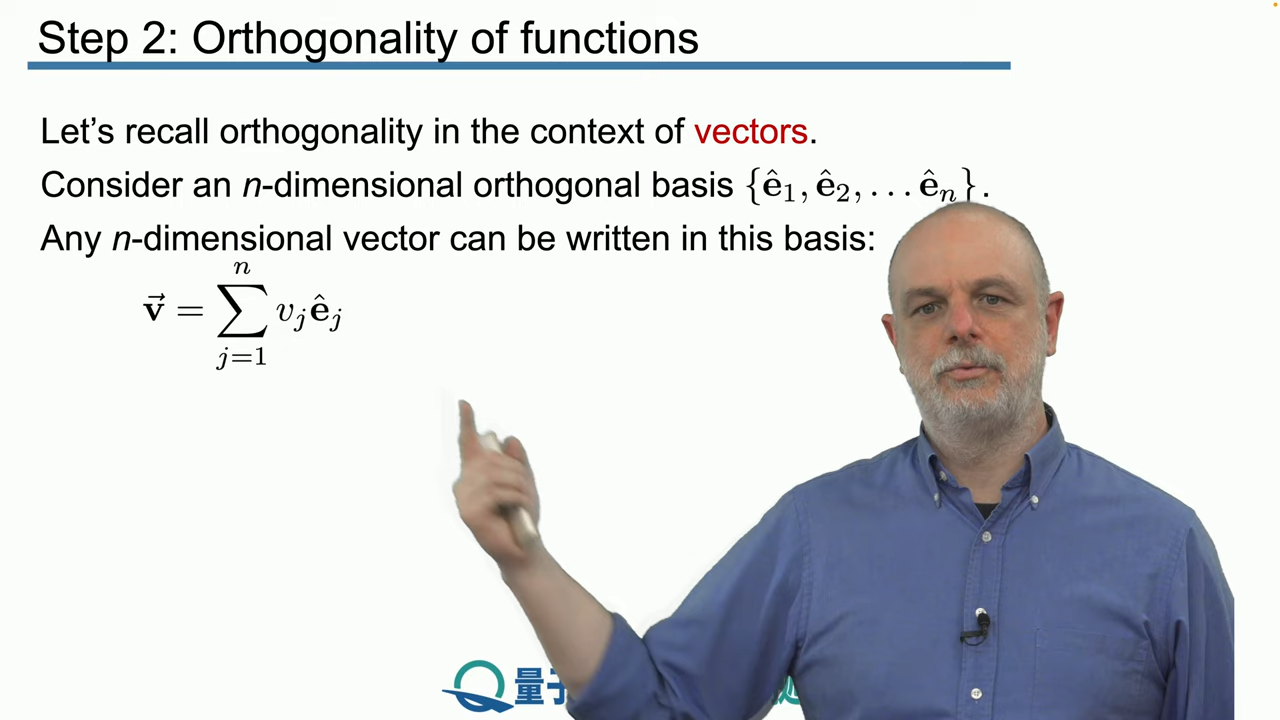 Step 2: Orthogonality of functions
Let's recall orthogonality in the context of vectors.
Consider an n-dimensional orthogonal basis {ê₁, ê₂, ... êₙ}.
Any n-dimensional vector can be written in this basis:
v⃗ = ∑ⱼ₌₁ⁿ vⱼêⱼ
量